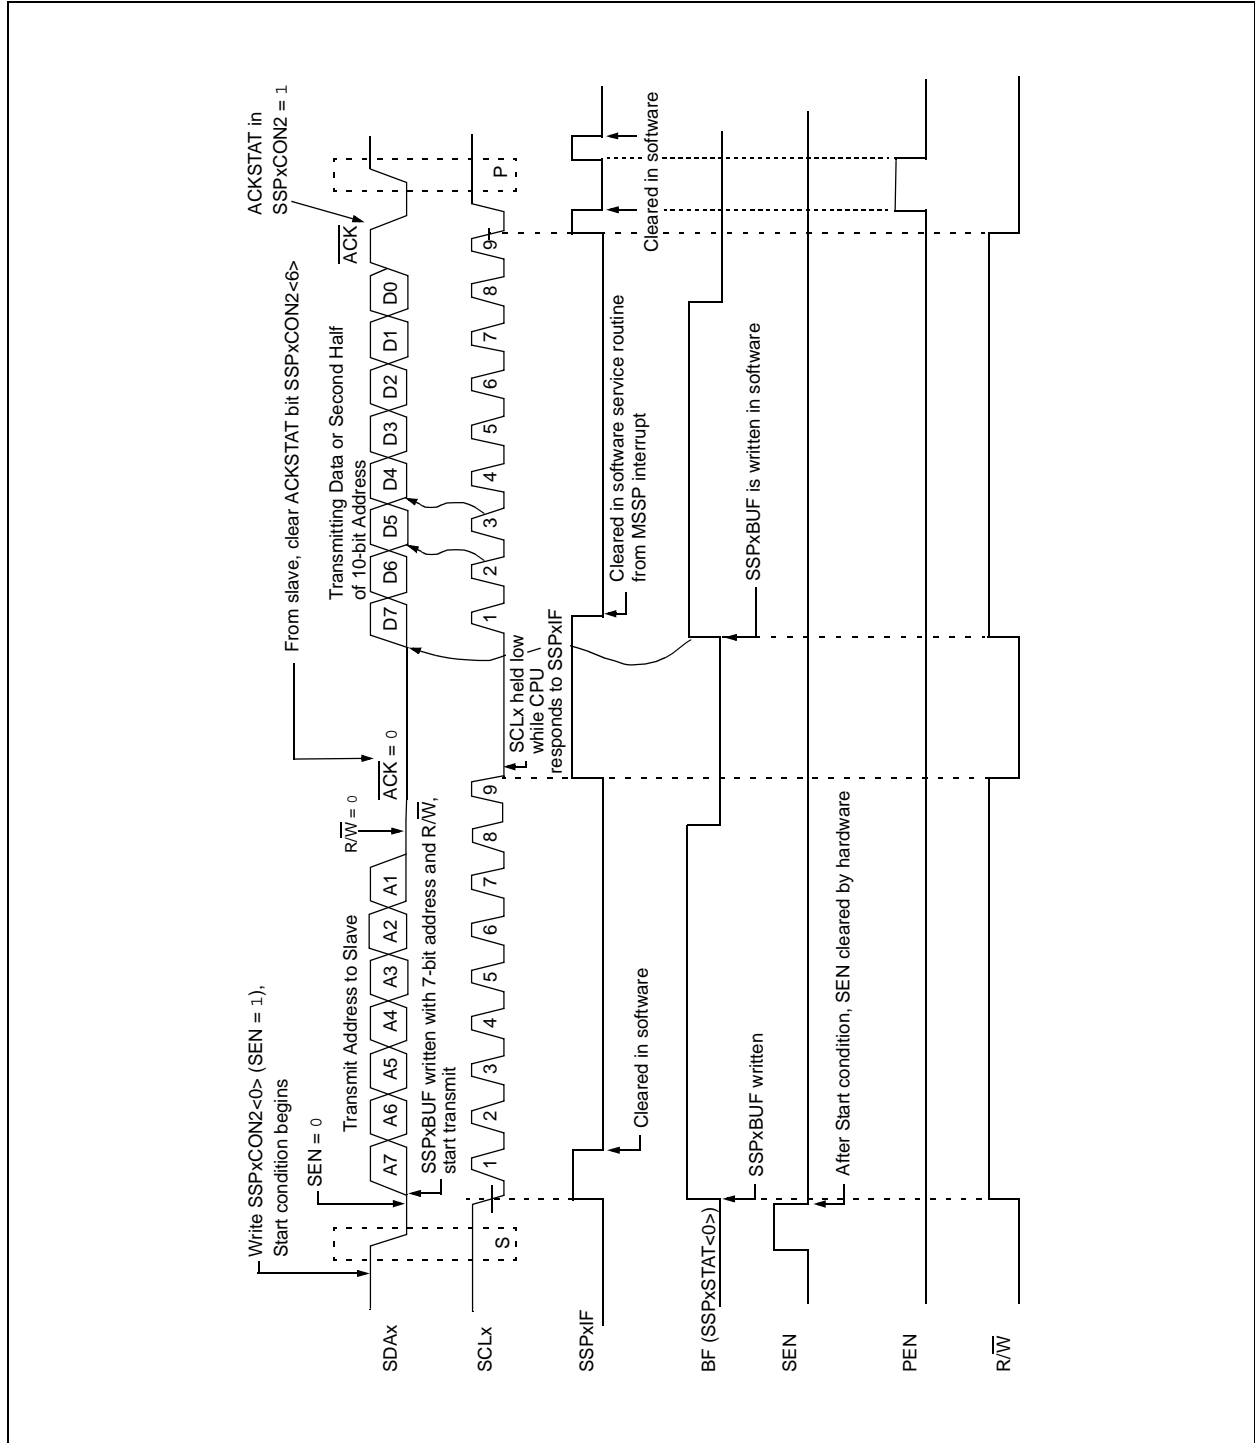 Write SSPxCON2<0> (SEN = 1),
Start condition begins
SEN = 0
From slave, clear ACKSTAT bit SSPxCON2<6>
ACKSTAT in
SSPxCON2 = 1
Transmit Address to Slave
R/W = 0
ACK = 0
Transmitting Data or Second Half
of 10-bit Address
ACK
SDAx
A7 A6 A5 A4 A3 A2 A1
D7 D6 D5 D4 D3 D2 D1 D0
SSPxBUF written with 7-bit address and R/W,
start transmit
SCLx
S
1 2 3 4 5 6 7 8 9
1 2 3 4 5 6 7 8 9
P
SCLx held low
while CPU
responds to SSPxIF
SSPxIF
Cleared in software
Cleared in software service routine
from MSSP interrupt
Cleared in software
BF (SSPxSTAT<0>)
SSPxBUF written
SSPxBUF is written in software
SEN
After Start condition, SEN cleared by hardware
PEN
R/W